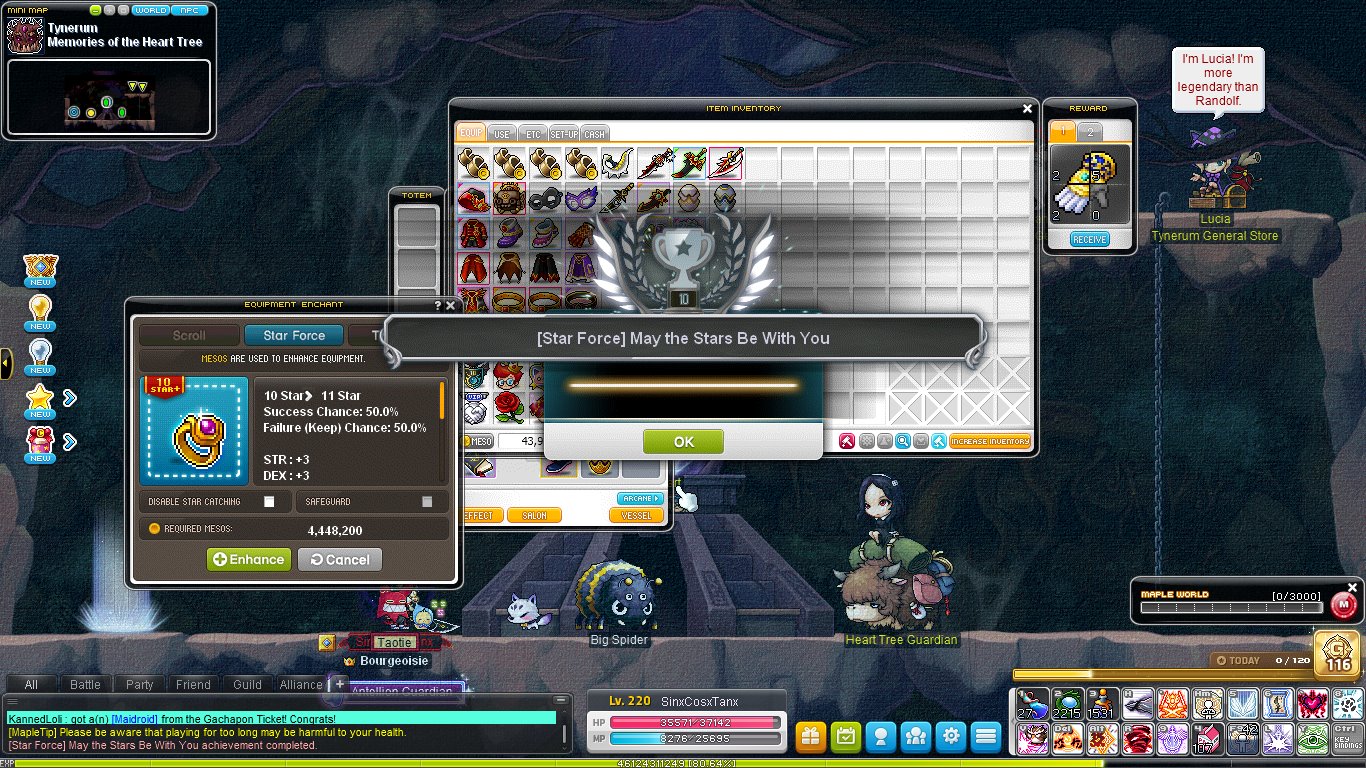 MINI MAP
WORLD
NPC
Tynerum
Memories of the Heart Tree
I'm Lucia! I'm
more
legendary than
Randolf.
Lucia
Tynerum General Store
ITEM INVENTORY
EQUIP
USE
ETC
SET-UP
CASH
REWARD
1
2
RECEIVE
TOTEM
NEW
NEW
NEW
NEW
NEW
10
[Star Force] May the Stars Be With You
OK
MESO
43,9
INCREASE INVENTORY
EQUIPMENT ENCHANT
Scroll
Star Force
T
MESOS ARE USED TO ENHANCE EQUIPMENT.
10
STAR+
10 Star> 11 Star
Success Chance: 50.0%
Failure (Keep) Chance: 50.0%
STR : +3
DEX : +3
DISABLE STAR CATCHING
SAFEGUARD
REQUIRED MESOS:
4,448,200
Enhance
Cancel
ARCANE
EFFECT
SALON
VESSEL
Taotie
Bourgeoisie
Big Spider
Heart Tree Guardian
MAPLE WORLD
[0/3000]
M
TODAY
0 / 120
G
116
All
Battle
Party
Friend
Guild
Alliance
+
Antellion Guardian
KannedLoli : got a(n) [Maidroid] from the Gachapon Ticket! Congrats!
[MapleTip] Please be aware that playing for too long may be harmful to your health.
[Star Force] May the Stars Be With You achievement completed.
Lv. 220
SinxCosxTanx
HP
35571/37142
MP
8276/25695
2215
1531
107
Ctrl
KEY
BINDINGS
EXP
46124311249 [80.64%]